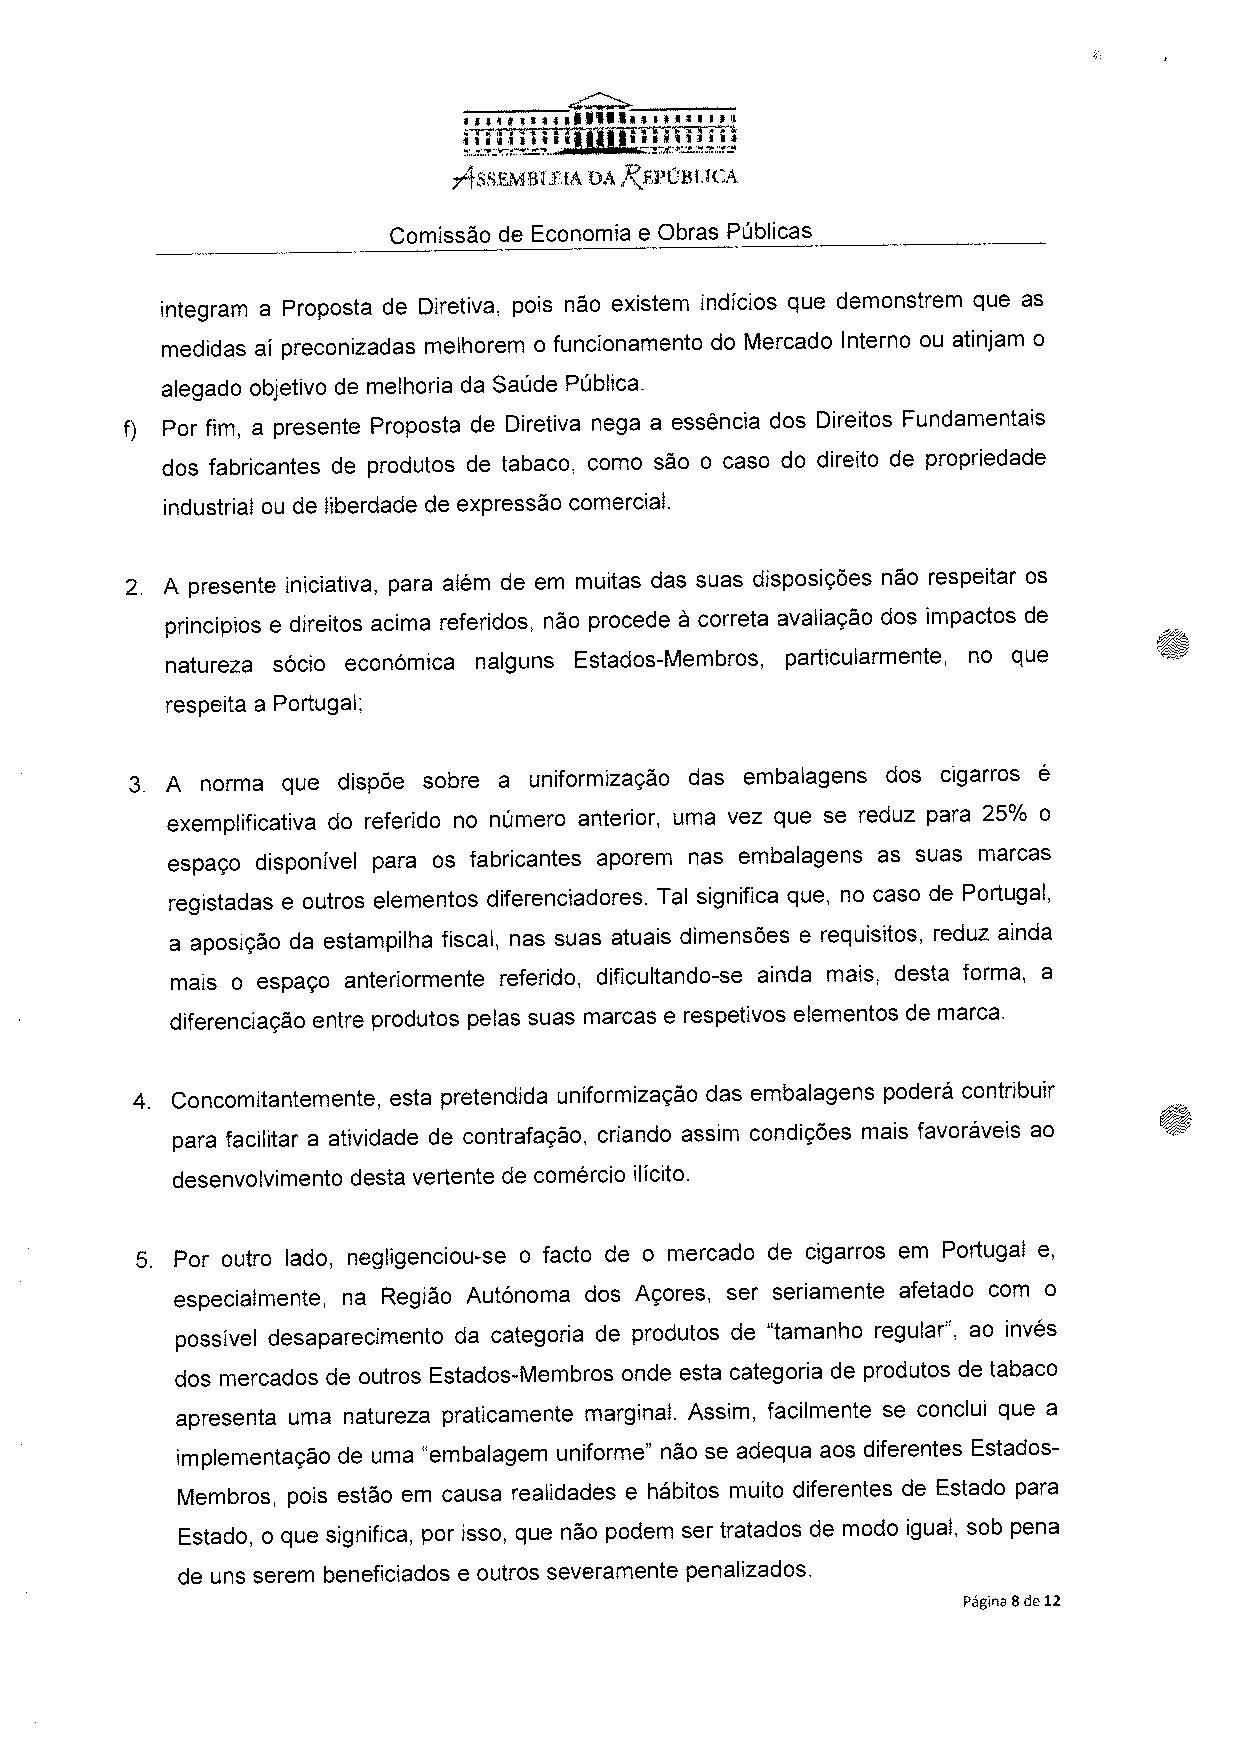 ASSEMBLEIA DA REPÚBLICA
Comissão de Economia e Obras Públicas
integram a Proposta de Diretiva, pois não existem indícios que demonstrem que as
medidas aí preconizadas melhorem o funcionamento do Mercado Interno ou atinjam o
alegado objetivo de melhoria da Saúde Pública.
f) Por fim, a presente Proposta de Diretiva nega a essência dos Direitos Fundamentais
dos fabricantes de produtos de tabaco, como são o caso do direito de propriedade
industrial ou de liberdade de expressão comercial.
2. A presente iniciativa, para além de em muitas das suas disposições não respeitar os
princípios e direitos acima referidos, não procede à correta avaliação dos impactos de
natureza sócio económica nalguns Estados-Membros, particularmente, no que
respeita a Portugal;
3. A norma que dispõe sobre a uniformização das embalagens dos cigarros é
exemplificativa do referido no número anterior, uma vez que se reduz para 25% o
espaço disponível para os fabricantes aporem nas embalagens as suas marcas
registadas e outros elementos diferenciadores. Tal significa que, no caso de Portugal,
a aposição da estampilha fiscal, nas suas atuais dimensões e requisitos, reduz ainda
mais o espaço anteriormente referido, dificultando-se ainda mais, desta forma, a
diferenciação entre produtos pelas suas marcas e respetivos elementos de marca.
4. Concomitantemente, esta pretendida uniformização das embalagens poderá contribuir
para facilitar a atividade de contrafação, criando assim condições mais favoráveis ao
desenvolvimento desta vertente de comércio ilícito.
5. Por outro lado, negligenciou-se o facto de o mercado de cigarros em Portugal e,
especialmente, na Região Autónoma dos Açores, ser seriamente afetado com o
possível desaparecimento da categoria de produtos de "tamanho regular", ao invés
dos mercados de outros Estados-Membros onde esta categoria de produtos de tabaco
apresenta uma natureza praticamente marginal. Assim, facilmente se conclui que a
implementação de uma "embalagem uniforme" não se adequa aos diferentes Estados-
Membros, pois estão em causa realidades e hábitos muito diferentes de Estado para
Estado, o que significa, por isso, que não podem ser tratados de modo igual, sob pena
de uns serem beneficiados e outros severamente penalizados.
Página 8 de 12